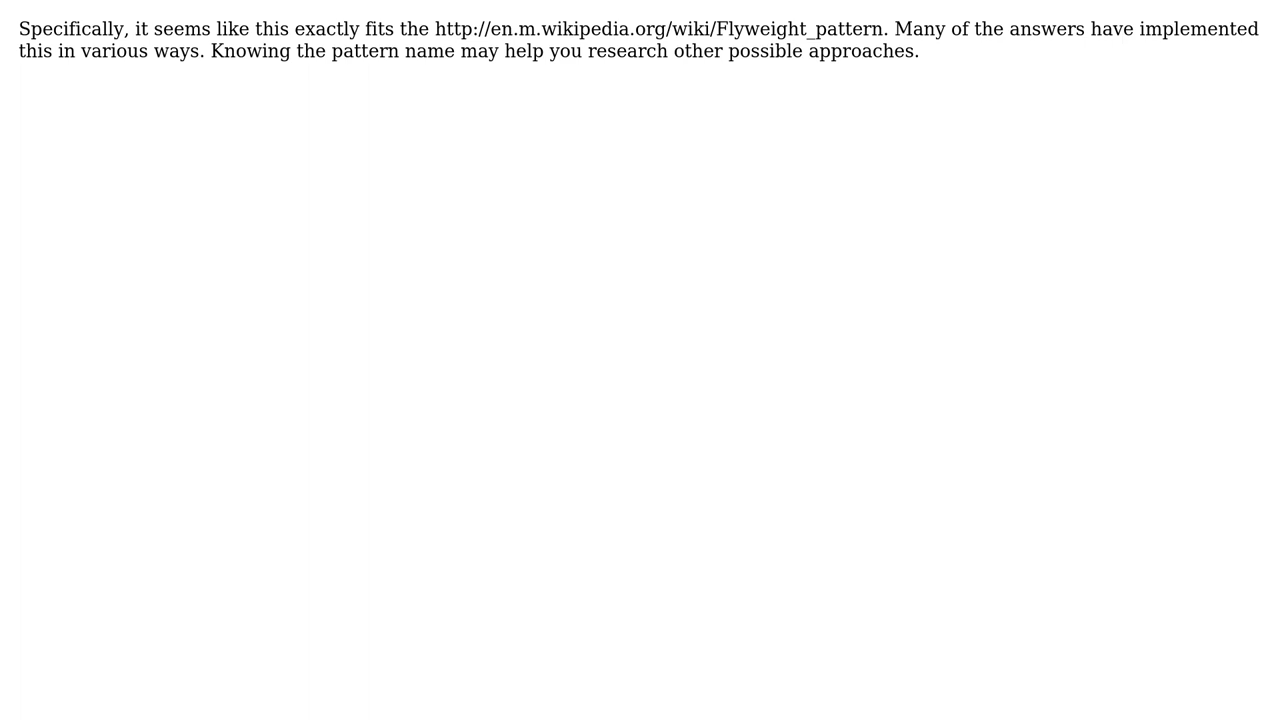 Specifically, it seems like this exactly fits the http://en.m.wikipedia.org/wiki/Flyweight_pattern. Many of the answers have implemented
this in various ways. Knowing the pattern name may help you research other possible approaches.